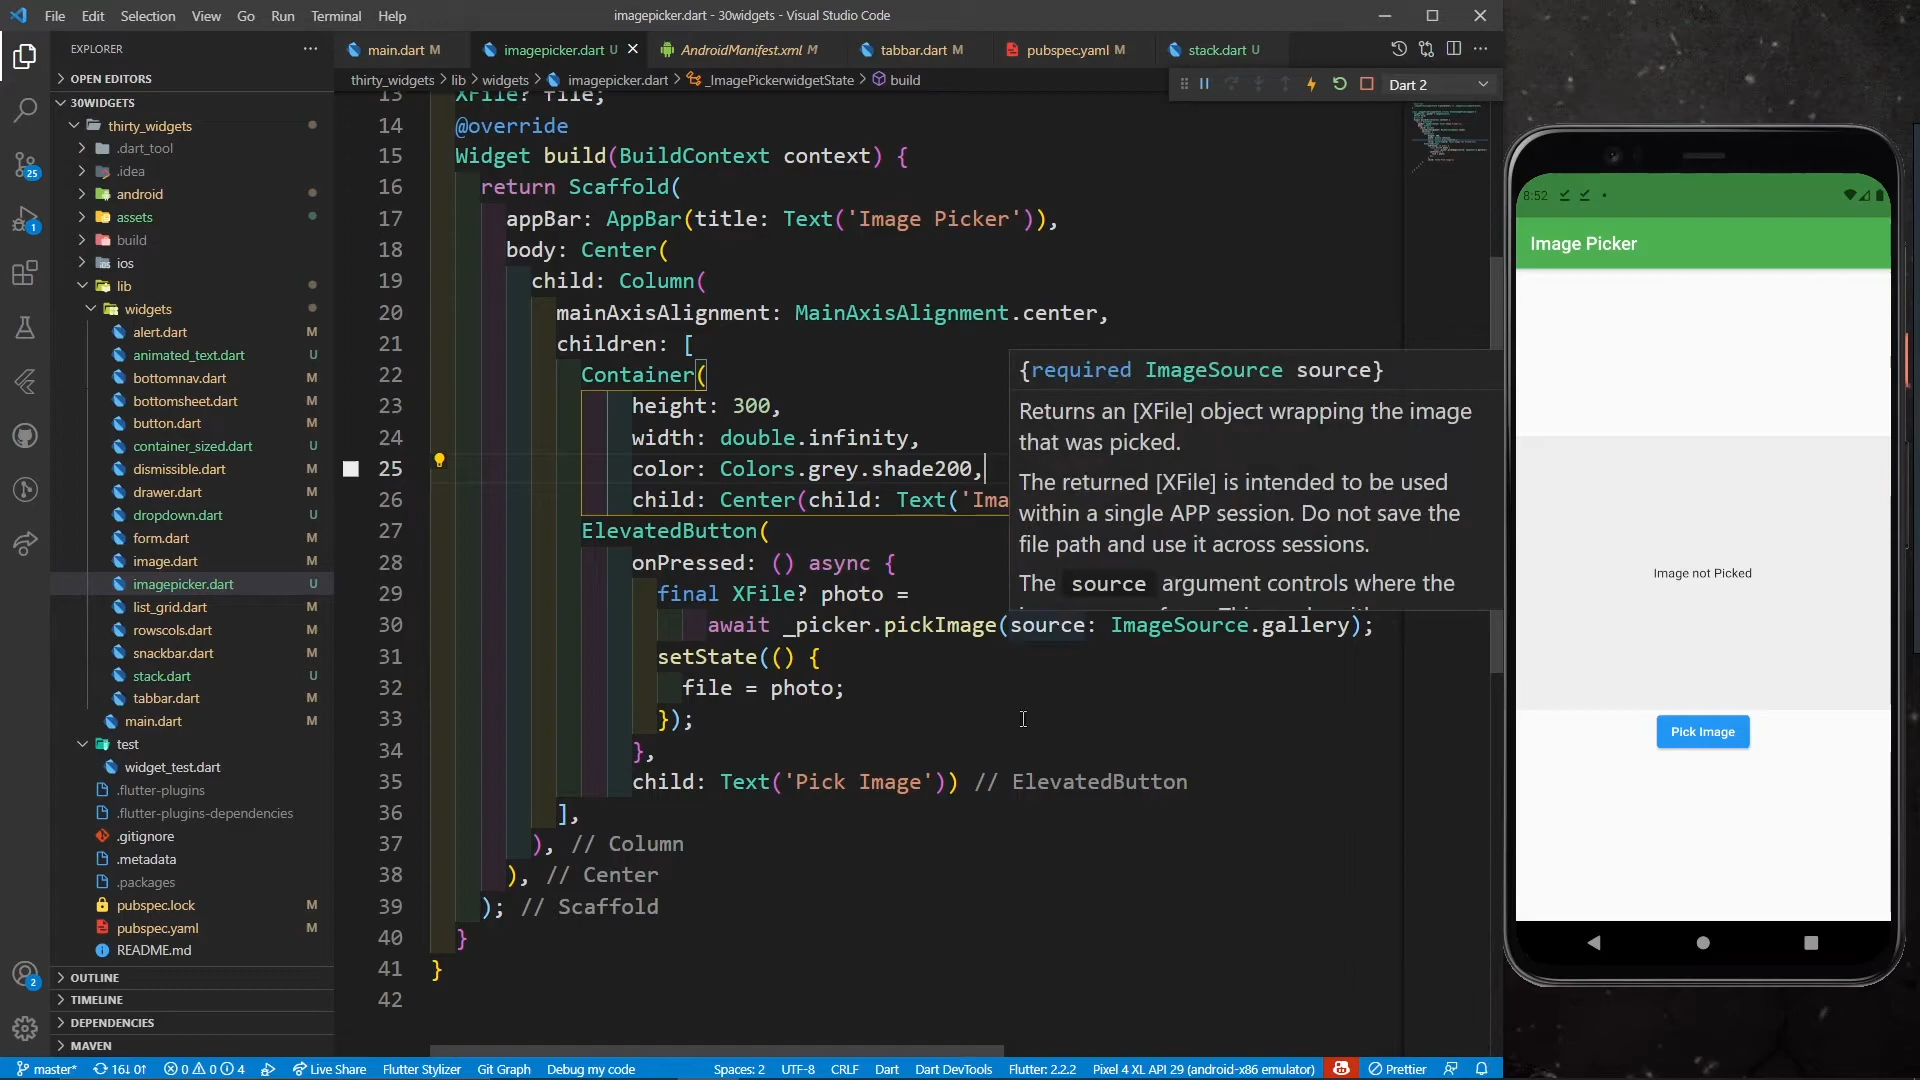 File Edit Selection View Go Run Terminal Help
imagepicker.dart - 30widgets - Visual Studio Code
EXPLORER
main.dart M
imagepicker.dart U
AndroidManifest.xml M
tabbar.dart M
pubspec.yaml M
stack.dart U
thirty_widgets > lib > widgets > imagepicker.dart > _ImagePickerwidgetState > build
Dart 2
OPEN EDITORS
30WIDGETS
thirty_widgets
.dart_tool
.idea
android
assets
build
ios
lib
widgets
alert.dart M
animated_text.dart U
bottomnav.dart M
bottomsheet.dart M
button.dart M
container_sized.dart U
dismissible.dart M
drawer.dart M
dropdown.dart U
form.dart M
image.dart M
imagepicker.dart U
list_grid.dart M
rowscols.dart M
snackbar.dart M
stack.dart U
tabbar.dart M
main.dart M
test
widget_test.dart
.flutter-plugins
.flutter-plugins-dependencies
.gitignore
.metadata
.packages
pubspec.lock M
pubspec.yaml M
README.md
OUTLINE
TIMELINE
DEPENDENCIES
MAVEN
25
1
2
13 XFile? file;
14 @override
15 Widget build(BuildContext context) {
16 return Scaffold(
17 appBar: AppBar(title: Text('Image Picker')),
18 body: Center(
19 child: Column(
20 mainAxisAlignment: MainAxisAlignment.center,
21 children: [
22 Container(
23 height: 300,
24 width: double.infinity,
25 color: Colors.grey.shade200,
26 child: Center(child: Text('Ima
27 ElevatedButton(
28 onPressed: () async {
29 final XFile? photo =
30 await _picker.pickImage(source: ImageSource.gallery);
31 setState(() {
32 file = photo;
33 });
34 },
35 child: Text('Pick Image')) // ElevatedButton
36 ],
37 ), // Column
38 ), // Center
39 ); // Scaffold
40 }
41 }
42
{required ImageSource source}
Returns an [XFile] object wrapping the image
that was picked.
The returned [XFile] is intended to be used
within a single APP session. Do not save the
file path and use it across sessions.
The source argument controls where the
8:52
Image Picker
Image not Picked
Pick Image
master* 16↓ 0↑ 0 0 4 Live Share Flutter Stylizer Git Graph Debug my code Spaces: 2 UTF-8 CRLF Dart Dart DevTools Flutter: 2.2.2 Pixel 4 XL API 29 (android-x86 emulator) Prettier